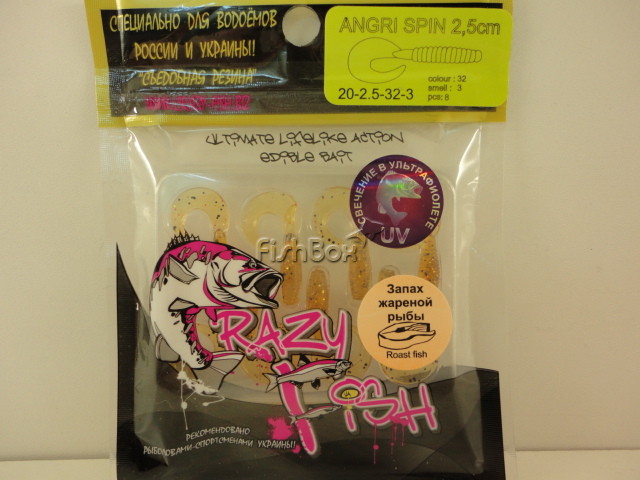 СПЕЦИАЛЬНО ДЛЯ ВОДОЁМОВ
РОССИИ И УКРАИНЫ!!
"СЪЕДОБНАЯ РЕЗИНА"
ANGRI SPIN 2,5cm
20-2.5-32-3
colour : 32
smell : 3
pcs: 8
ULTIMATE LIFELIKE ACTION
EDIBLE BAIT
СВЕЧЕНИЕ В УЛЬТРАФИОЛЕТЕ
UV
FishBox
Запах
жареной
рыбы
Roast fish
CRAZY
FISH
РЕКОМЕНДОВАНО
РЫБОЛОВАМИ-СПОРТСМЕНАМИ УКРАИНЫ!!